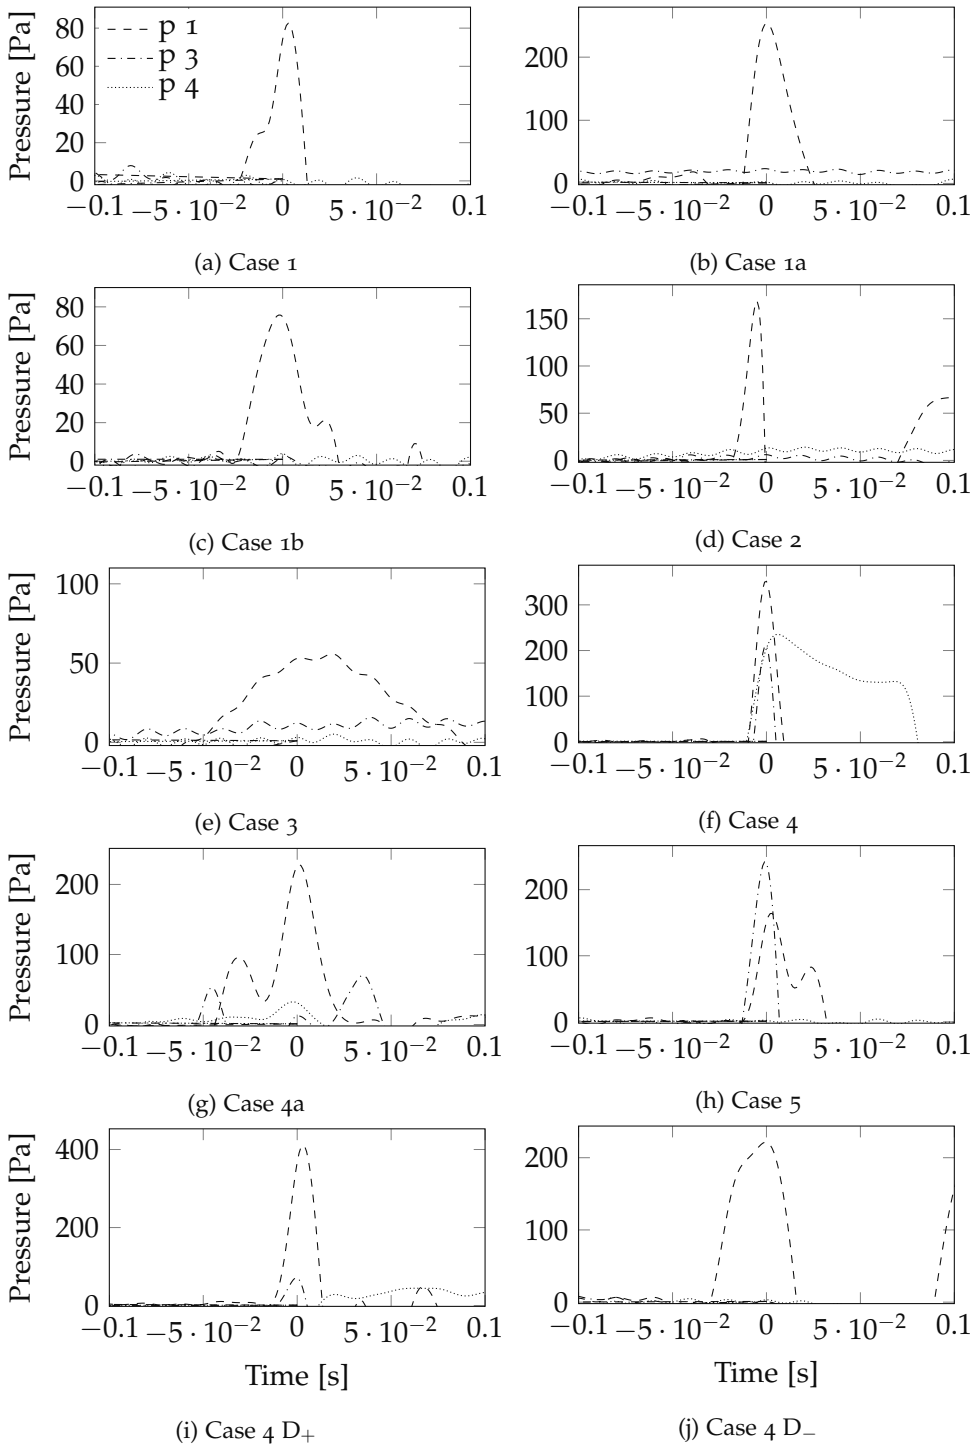 Pressure [Pa]
80
60
40
20
0
p 1
p 3
p 4
−0.1 −5 · 10−2 0 5 · 10−2 0.1
(a) Case 1
200
100
0
−0.1 −5 · 10−2 0 5 · 10−2 0.1
(b) Case 1a
Pressure [Pa]
80
60
40
20
0
−0.1 −5 · 10−2 0 5 · 10−2 0.1
(c) Case 1b
150
100
50
0
−0.1 −5 · 10−2 0 5 · 10−2 0.1
(d) Case 2
Pressure [Pa]
100
50
0
−0.1 −5 · 10−2 0 5 · 10−2 0.1
(e) Case 3
300
200
100
0
−0.1 −5 · 10−2 0 5 · 10−2 0.1
(f) Case 4
Pressure [Pa]
200
100
0
−0.1 −5 · 10−2 0 5 · 10−2 0.1
(g) Case 4a
200
100
0
−0.1 −5 · 10−2 0 5 · 10−2 0.1
(h) Case 5
Pressure [Pa]
400
200
0
−0.1 −5 · 10−2 0 5 · 10−2 0.1
Time [s]
(i) Case 4 D+
200
100
0
−0.1 −5 · 10−2 0 5 · 10−2 0.1
Time [s]
(j) Case 4 D−